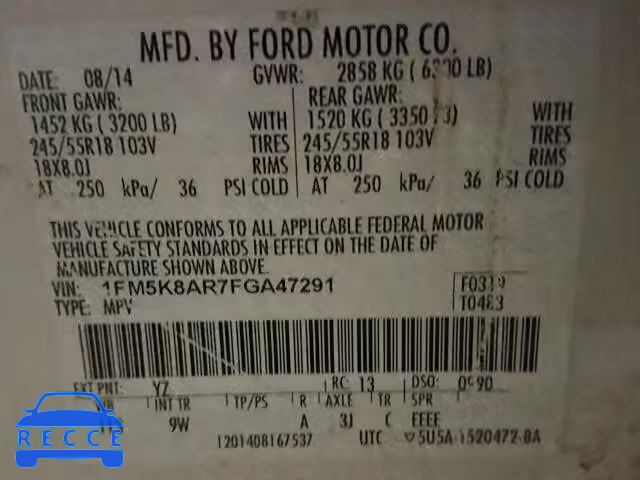 MFD. BY FORD MOTOR CO.
DATE: 08/14 GVWR: 2858 KG ( LB)
FRONT GAWR: REAR GAWR:
1452 KG ( 3200 LB) WITH 1520 KG ( 3350 WITH
245/55R18 103V TIRES 245/55R18 103V TIRES
18X8.0J RIMS 18X8.0J RIMS
AT 250 kPa/ 36 PSI COLD AT 250 kPa/ 36 PSI COLD
THIS VEHICLE CONFORMS TO ALL APPLICABLE FEDERAL MOTOR
VEHICLE SAFETY STANDARDS IN EFFECT ON THE DATE OF
MANUFACTURE SHOWN ABOVE.
VIN: 1FM5K8AR7FGA47291 F0319
TYPE: MPV T0483
EXT PNT: YZ RC: 13 DSO:
INT TR TP/PS R AXLE TR SPR
9W A 3J C EEEE
1201408167537 UTC 5U5A-1520472-BA
RECCE